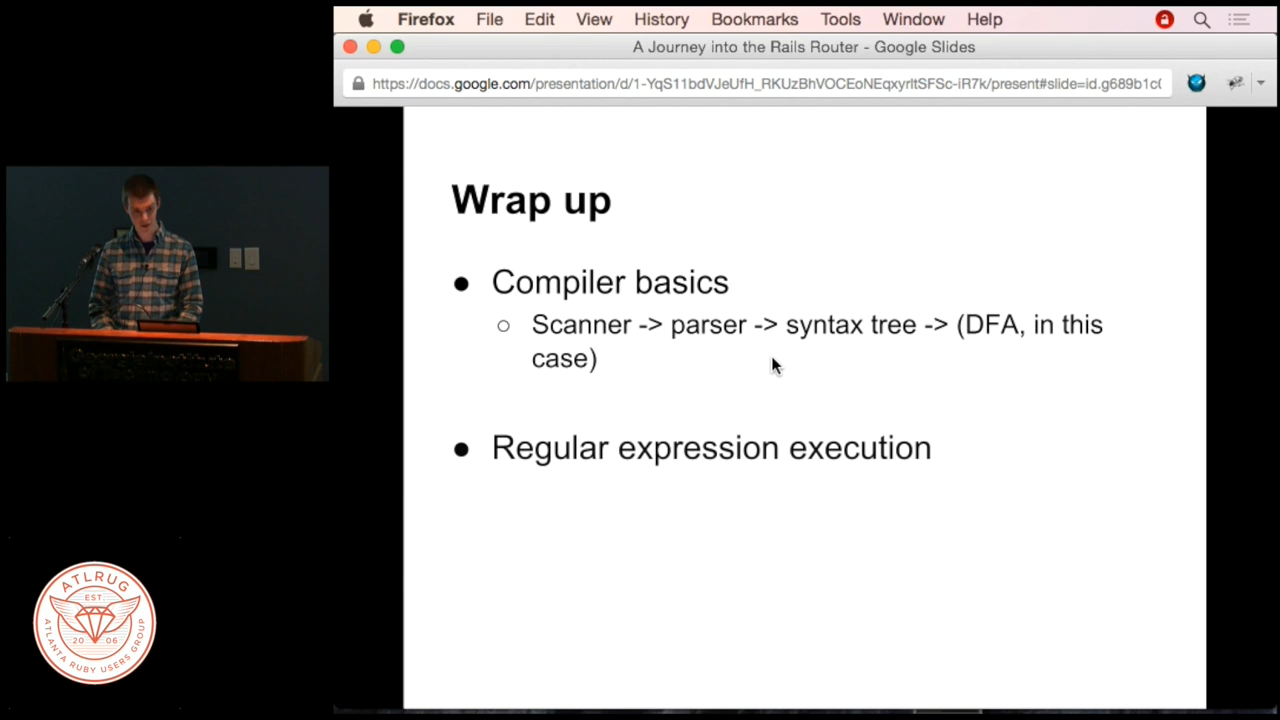 Firefox File Edit View History Bookmarks Tools Window Help
A Journey into the Rails Router - Google Slides
https://docs.google.com/presentation/d/1-YqS11bdVJeUfH_RKUzBhVOCEoNEqxyrltSFSc-iR7k/present#slide=id.g689b1c0
Wrap up
● Compiler basics
○ Scanner -> parser -> syntax tree -> (DFA, in this
case)
● Regular expression execution
ATLRUG
EST.
20 06
ATLANTA RUBY USERS GROUP